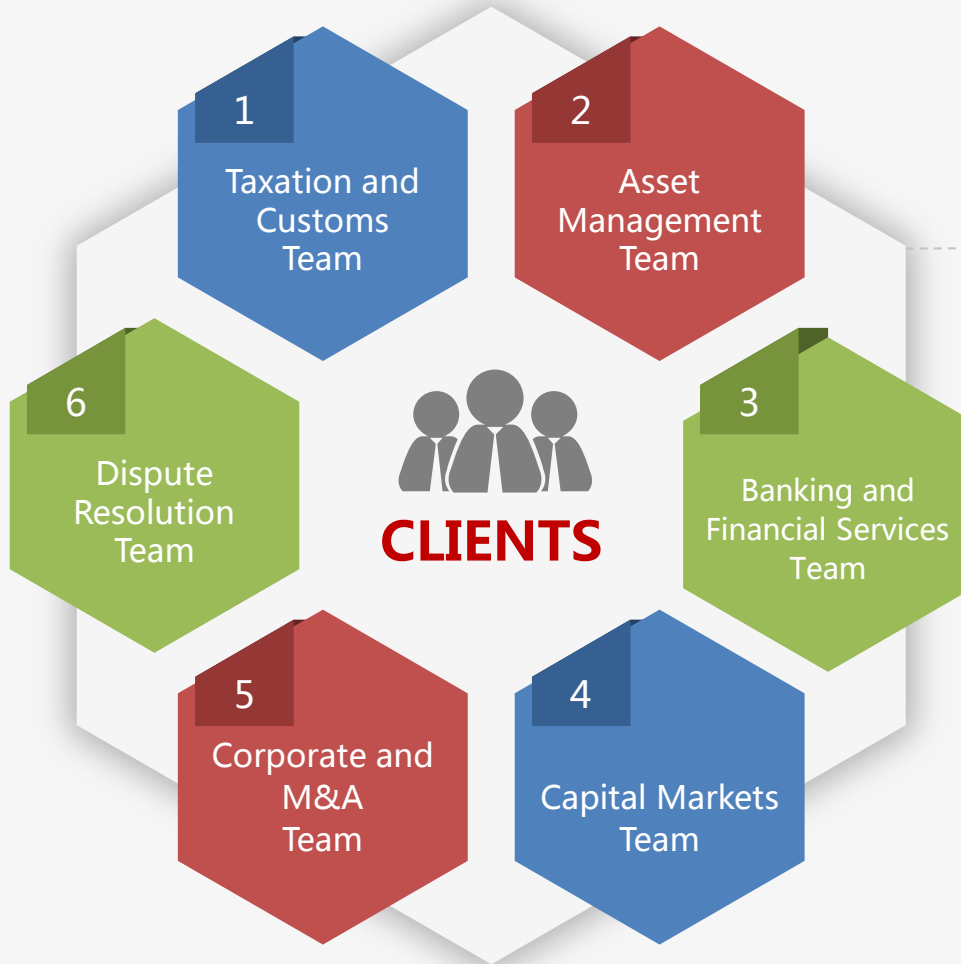 1
Taxation and
Customs
Team
2
Asset
Management
Team
3
Banking and
Financial Services
Team
4
Capital Markets
Team
5
Corporate and
M&A
Team
6
Dispute
Resolution
Team
CLIENTS